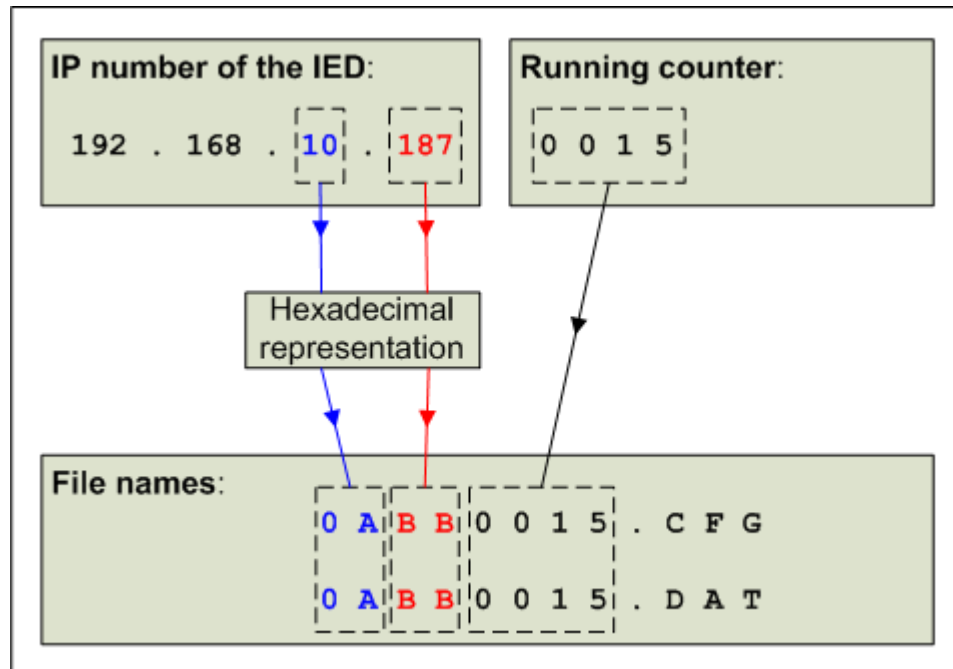 IP number of the IED:
192 . 168 . 10 . 187
Running counter:
0 0 1 5
Hexadecimal
representation
File names:
0 A B B 0 0 1 5 . C F G
0 A B B 0 0 1 5 . D A T